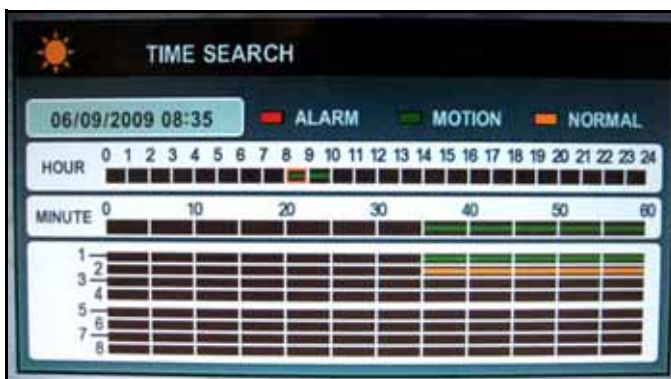 TIME SEARCH
06/09/2009 08:35 ALARM MOTION NORMAL
HOUR 0 1 2 3 4 5 6 7 8 9 10 11 12 13 14 15 16 17 18 19 20 21 22 23 24
MINUTE 0 10 20 30 40 50 60
1
2
3
4
5
6
7
8